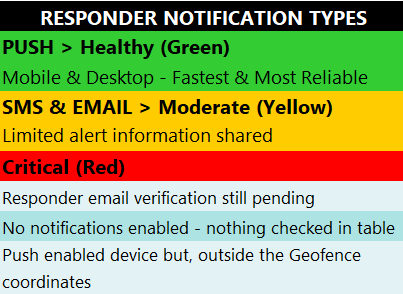 RESPONDER NOTIFICATION TYPES
PUSH > Healthy (Green)
Mobile & Desktop - Fastest & Most Reliable
SMS & EMAIL > Moderate (Yellow)
Limited alert information shared
Critical (Red)
Responder email verification still pending
No notifications enabled - nothing checked in table
Push enabled device but, outside the Geofence
coordinates